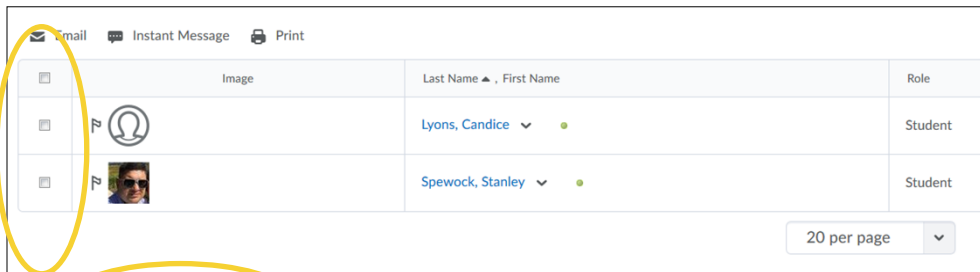 Email Instant Message Print
Image Last Name , First Name Role
Lyons, Candice Student
Spewock, Stanley Student
20 per page